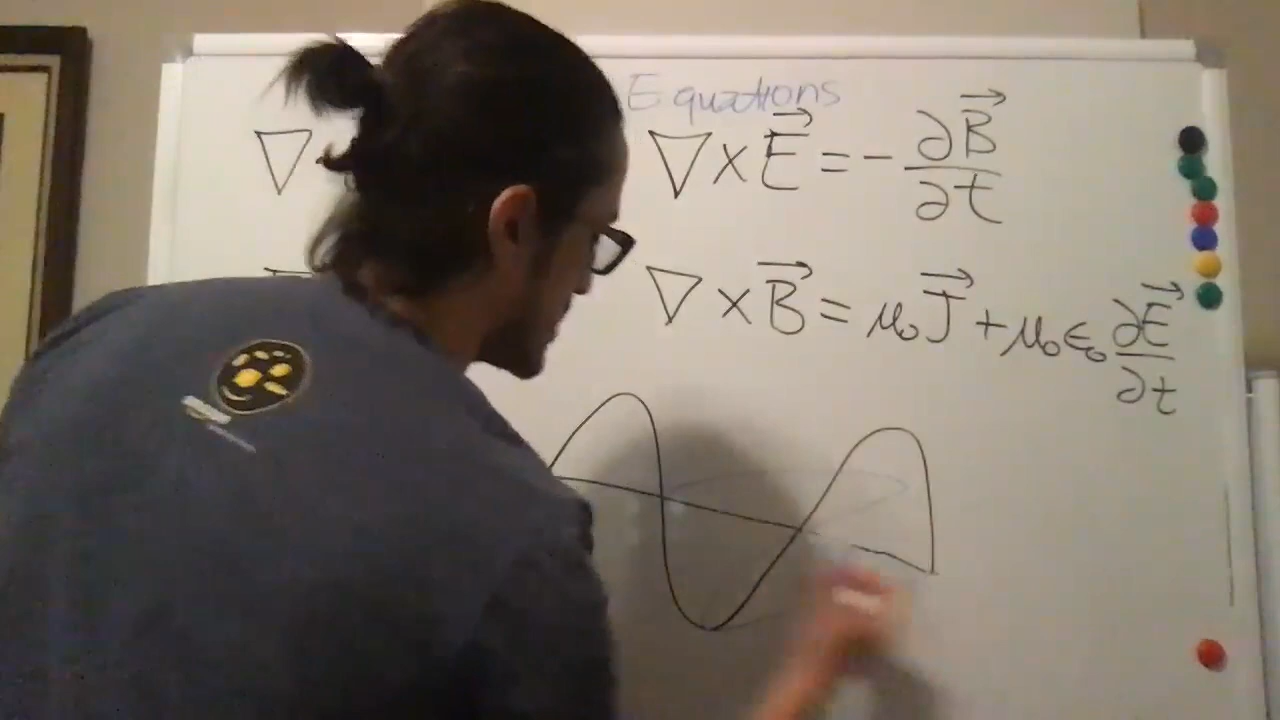 Equations
∇ ∇×E⃗ = -∂B⃗/∂t
∇×B⃗ = μ₀J⃗ + μ₀ε₀ ∂E⃗/∂t